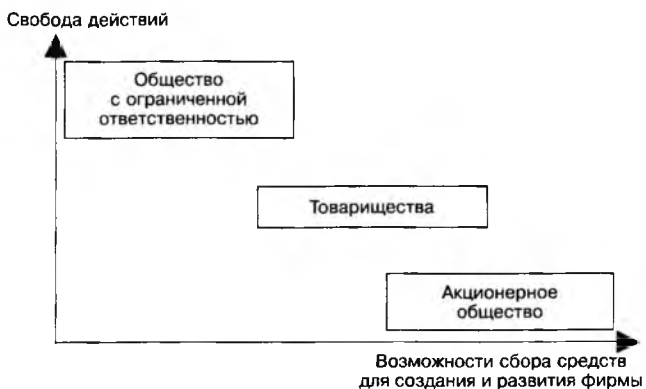 Свобода действий
Общество
с ограниченной
ответственностью
Товарищества
Акционерное
общество
Возможности сбора средств
для создания и развития фирмы